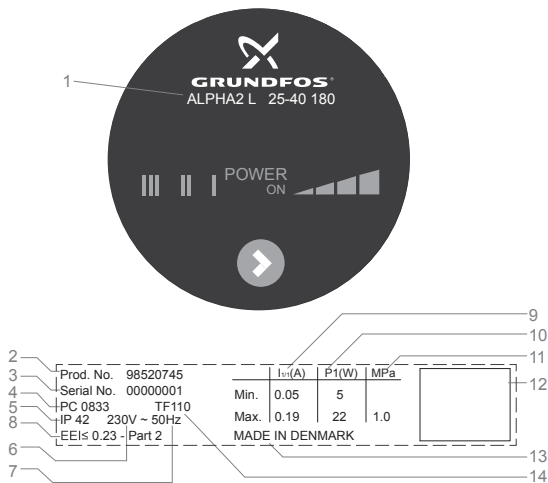 GRUNDFOS
1
ALPHA2 L 25-40 180
POWER
ON
9
10
11
2 Prod. No. 98520745
3 Serial No. 00000001
4 PC 0833 TF110
5 IP 42 230V ~ 50Hz
8 EEI≤ 0.23 - Part 2
6
7
I1/1(A) P1(W) MPa
Min. 0.05 5
Max. 0.19 22 1.0
MADE IN DENMARK
12
13
14